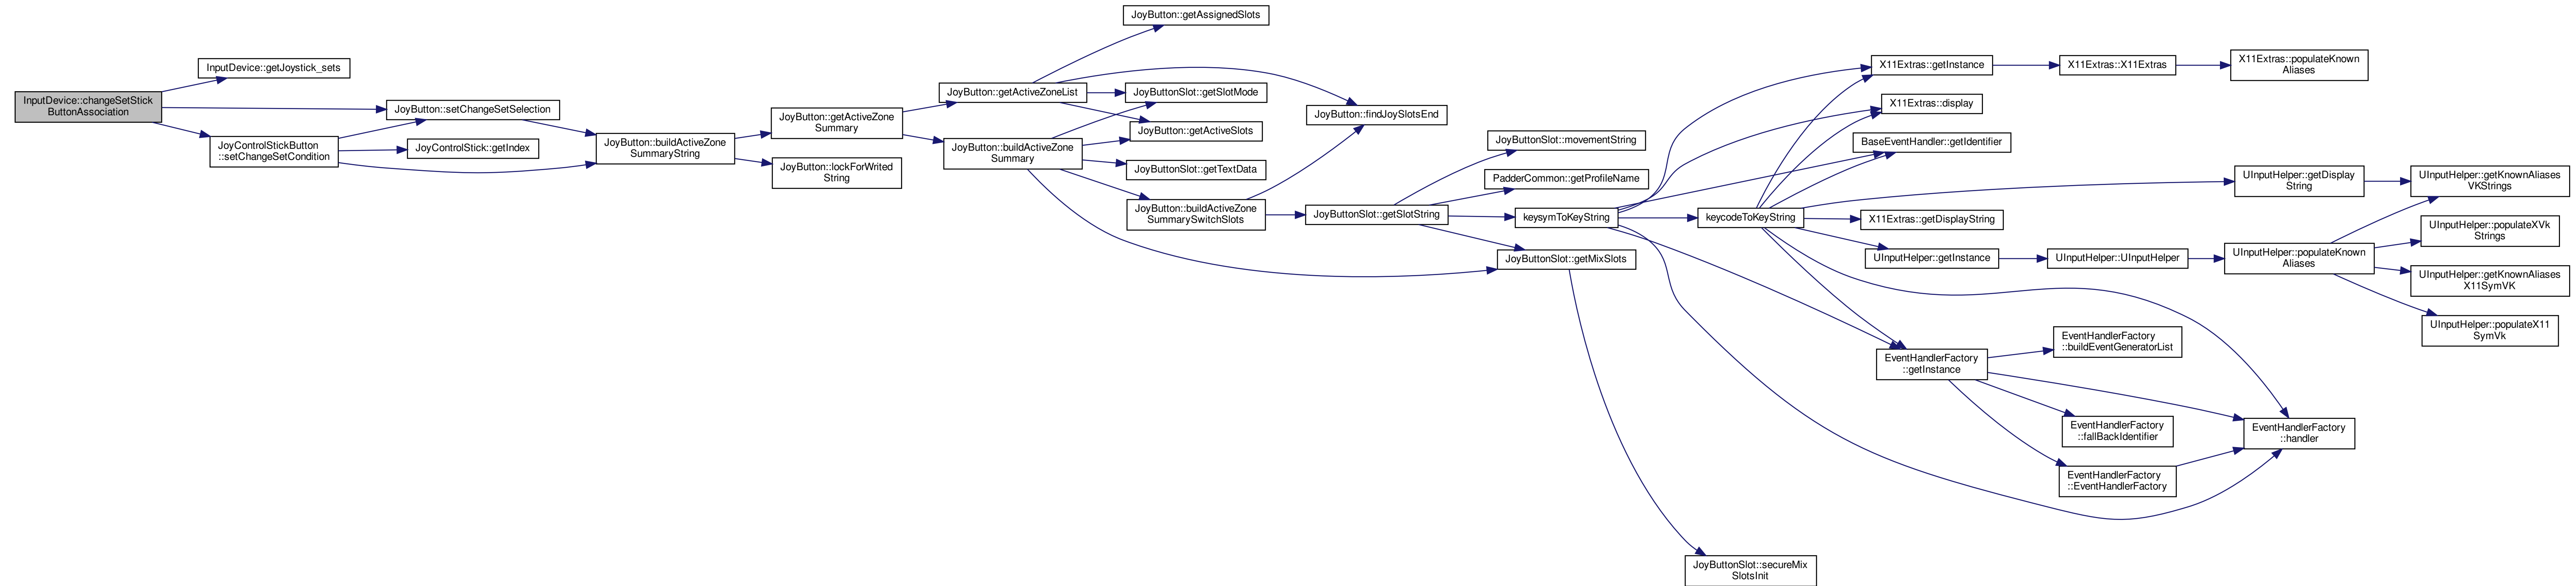 InputDevice::changeSetStick
ButtonAssociation
InputDevice::getJoystick_sets
JoyControlStickButton
::setChangeSetCondition
JoyButton::setChangeSetSelection
JoyControlStick::getIndex
JoyButton::buildActiveZone
SummaryString
JoyButton::getActiveZone
Summary
JoyButton::lockForWrited
String
JoyButton::getActiveZoneList
JoyButton::buildActiveZone
Summary
JoyButton::getAssignedSlots
JoyButtonSlot::getSlotMode
JoyButton::getActiveSlots
JoyButtonSlot::getTextData
JoyButton::buildActiveZone
SummarySwitchSlots
JoyButton::findJoySlotsEnd
JoyButtonSlot::getSlotString
JoyButtonSlot::movementString
PadderCommon::getProfileName
keysymToKeyString
JoyButtonSlot::getMixSlots
JoyButtonSlot::secureMix
SlotsInit
keycodeToKeyString
X11Extras::getInstance
X11Extras::display
BaseEventHandler::getIdentifier
X11Extras::getDisplayString
UInputHelper::getInstance
EventHandlerFactory
::getInstance
X11Extras::X11Extras
UInputHelper::UInputHelper
EventHandlerFactory
::buildEventGeneratorList
EventHandlerFactory
::fallBackIdentifier
EventHandlerFactory
::EventHandlerFactory
X11Extras::populateKnown
Aliases
UInputHelper::getDisplay
String
UInputHelper::populateKnown
Aliases
EventHandlerFactory
::handler
UInputHelper::getKnownAliases
VKStrings
UInputHelper::populateXVk
Strings
UInputHelper::getKnownAliases
X11SymVK
UInputHelper::populateX11
SymVk